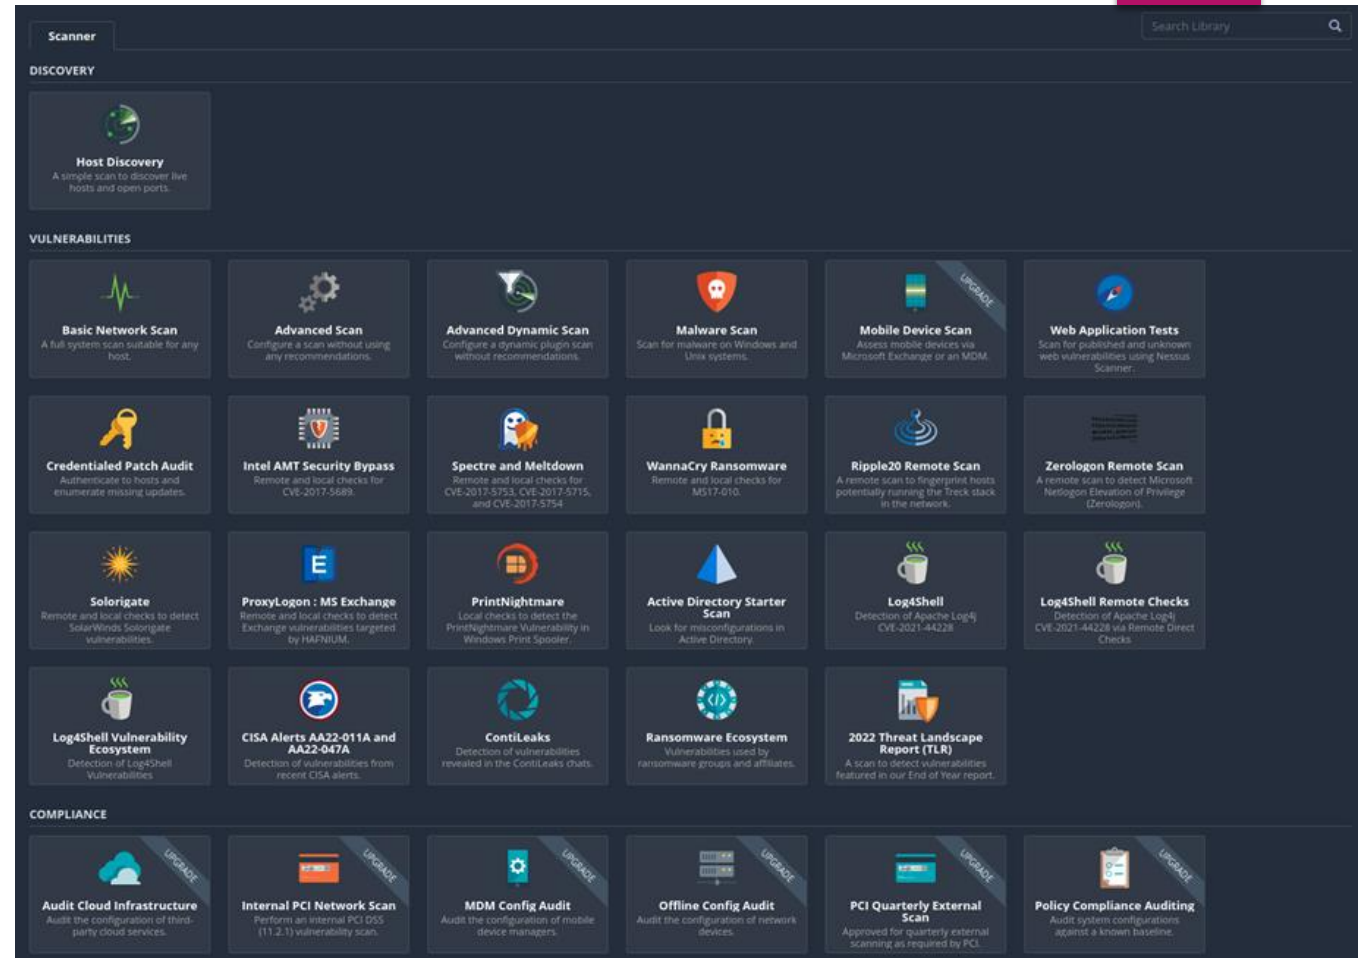 Scanner
Search Library
DISCOVERY
Host Discovery
A simple scan to discover live
hosts and open ports.
VULNERABILITIES
Basic Network Scan
A full system scan suitable for any
host.
Advanced Scan
Configure a scan without using
any recommendations.
Advanced Dynamic Scan
Configure a dynamic plugin scan
without recommendations.
Malware Scan
Scan for malware on Windows and
Unix systems.
UPGRADE
Mobile Device Scan
Assess mobile devices via
Microsoft Exchange or an MDM.
Web Application Tests
Scan for published and unknown
web vulnerabilities using Nessus
Scanner.
Credentialed Patch Audit
Authenticate to hosts and
enumerate missing updates.
Intel AMT Security Bypass
Remote and local checks for
CVE-2017-5689.
Spectre and Meltdown
Remote and local checks for
CVE-2017-5753, CVE-2017-5715,
and CVE-2017-5754
WannaCry Ransomware
Remote and local checks for
MS17-010.
Ripple20 Remote Scan
A remote scan to fingerprint hosts
potentially running the Treck stack
in the network.
Zerologon Remote Scan
A remote scan to detect Microsoft
Netlogon Elevation of Privilege
(Zerologon).
Solorigate
Remote and local checks to detect
SolarWinds Solorigate
vulnerabilities.
E
ProxyLogon : MS Exchange
Remote and local checks to detect
Exchange vulnerabilities targeted
by HAFNIUM.
PrintNightmare
Local checks to detect the
PrintNightmare Vulnerability in
Windows Print Spooler.
Active Directory Starter
Scan
Look for misconfigurations in
Active Directory.
Log4Shell
Detection of Apache Log4j
CVE-2021-44228
Log4Shell Remote Checks
Detection of Apache Log4j
CVE-2021-44228 via Remote Direct
Checks
Log4Shell Vulnerability
Ecosystem
Detection of Log4Shell
Vulnerabilities
CISA Alerts AA22-011A and
AA22-047A
Detection of vulnerabilities from
recent CISA alerts.
ContiLeaks
Detection of vulnerabilities
revealed in the ContiLeaks chats.
</>
Ransomware Ecosystem
Vulnerabilities used by
ransomware groups and affiliates.
2022 Threat Landscape
Report (TLR)
A scan to detect vulnerabilities
featured in our End of Year report.
COMPLIANCE
UPGRADE
Audit Cloud Infrastructure
Audit the configuration of third-
party cloud services.
UPGRADE
Internal PCI Network Scan
Perform an internal PCI DSS
(11.2.1) vulnerability scan.
UPGRADE
MDM Config Audit
Audit the configuration of mobile
device managers.
UPGRADE
Offline Config Audit
Audit the configuration of network
devices.
UPGRADE
PCI Quarterly External
Scan
Approved for quarterly external
scanning as required by PCI.
UPGRADE
Policy Compliance Auditing
Audit system configurations
against a known baseline.